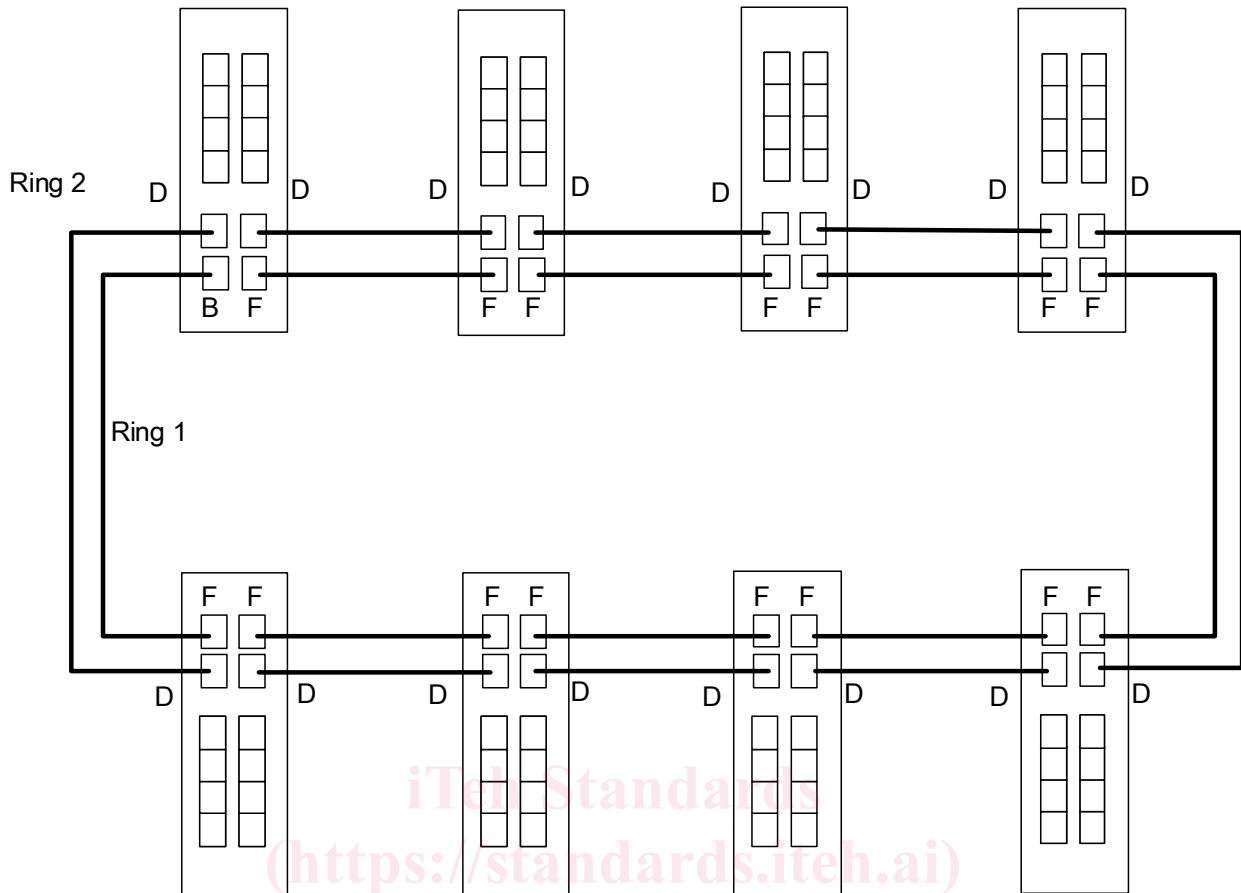 Ring 2
D D D D D D D D
B F F F F F F F
Ring 1
F F F F F F F F
D D D D D D D D
iTeh Standards
(https://standards.iteh.ai)